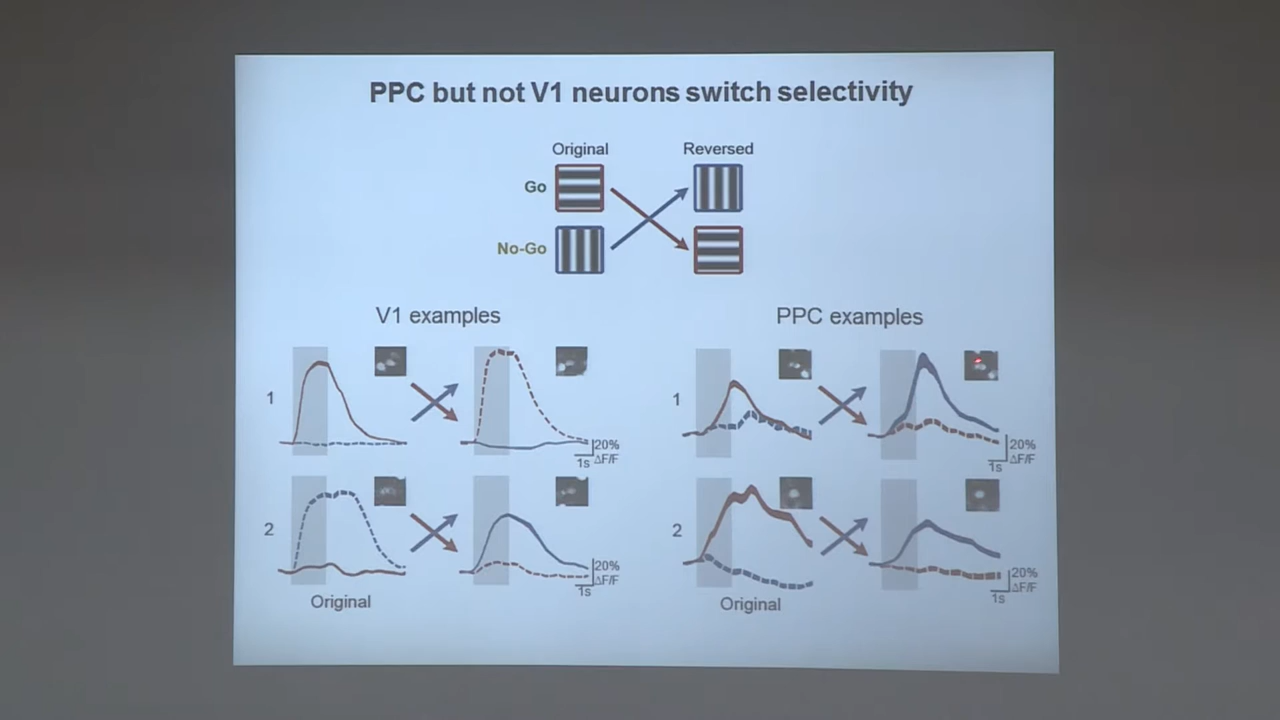 PPC but not V1 neurons switch selectivity
Original Reversed
Go
No-Go
V1 examples
PPC examples
1
20%
ΔF/F
1s
2
20%
ΔF/F
1s
Original
1
20%
ΔF/F
1s
2
20%
ΔF/F
1s
Original